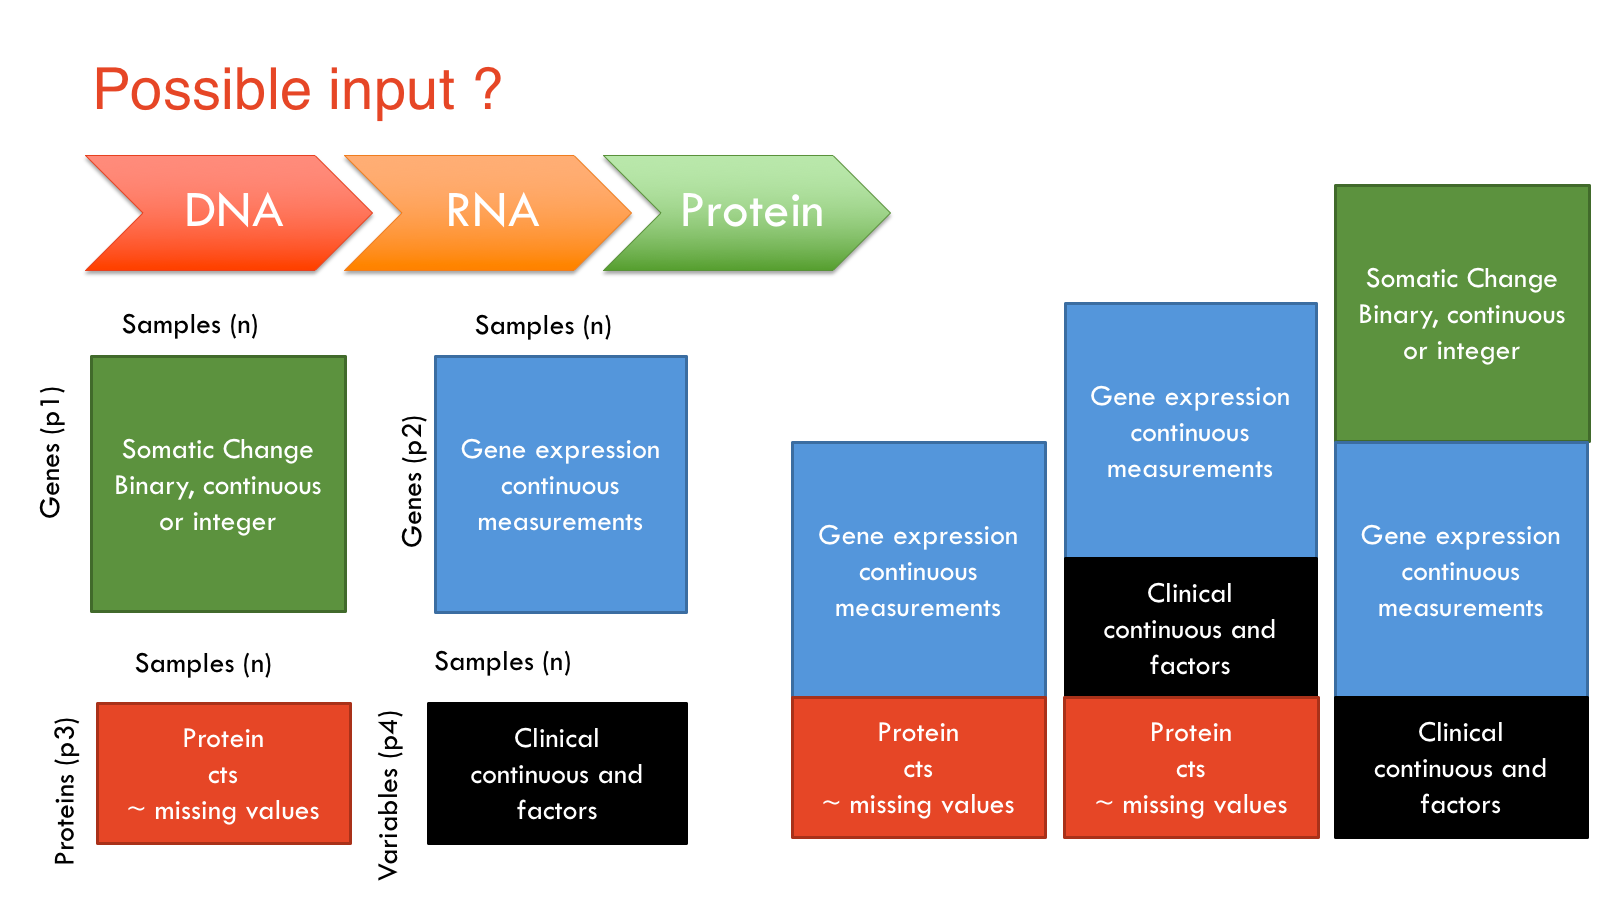 Possible input ?
DNA
RNA
Protein
Samples (n)
Samples (n)
Genes (p1)
Somatic Change
Binary, continuous
or integer
Genes (p2)
Gene expression
continuous
measurements
Samples (n)
Samples (n)
Proteins (p3)
Protein
cts
~ missing values
Variables (p4)
Clinical
continuous and
factors
Gene expression
continuous
measurements
Protein
cts
~ missing values
Gene expression
continuous
measurements
Clinical
continuous and
factors
Protein
cts
~ missing values
Somatic Change
Binary, continuous
or integer
Gene expression
continuous
measurements
Clinical
continuous and
factors